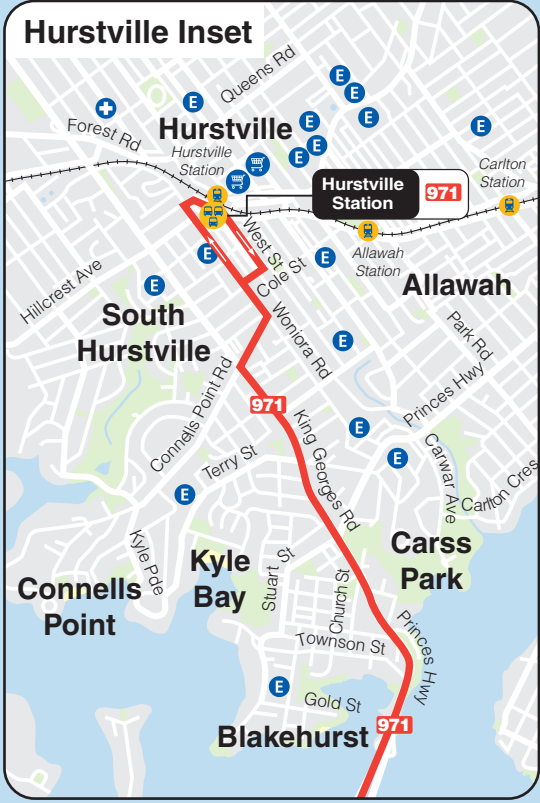 Hurstville Inset
Queens Rd
E
E
E
E
E
E
E
E
E
Forest Rd
Hurstville
Hurstville
Station
Carlton
Station
Hurstville
Station
971
West St
Allawah
Station
E
E
Cole St
Allawah
Hillcrest Ave
E
South
Hurstville
Woniora Rd
Park Rd
E
Connells Point Rd
Princes Hwy
971
King Georges Rd
E
Carwar Ave
E
Terry St
Carlton Cres
E
Kyle Pde
Kyle
Bay
Stuart St
Carss
Park
Connells
Point
Church St
Princes Hwy
Townson St
E
Gold St
Blakehurst
971